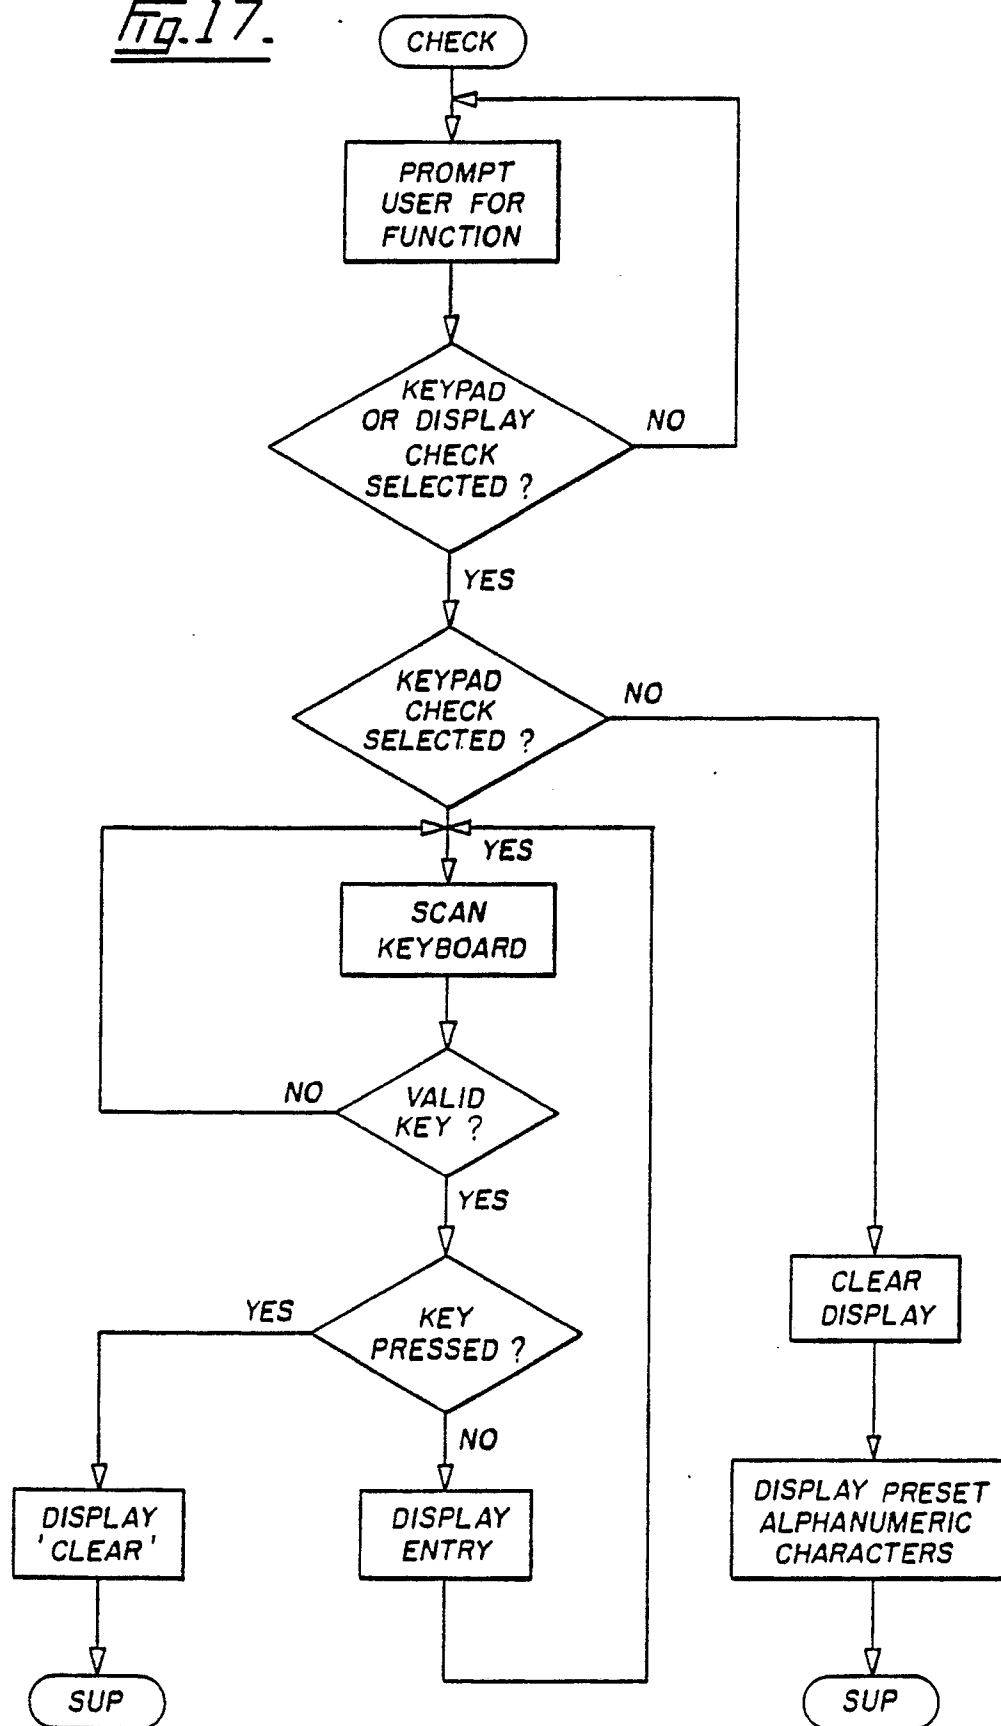 Fig.17.
CHECK
PROMPT
USER FOR
FUNCTION
KEYPAD
OR DISPLAY
CHECK
SELECTED ?
NO
YES
KEYPAD
CHECK
SELECTED ?
NO
YES
SCAN
KEYBOARD
VALID
KEY ?
NO
YES
KEY
PRESSED ?
YES
NO
CLEAR
DISPLAY
DISPLAY
'CLEAR'
DISPLAY
ENTRY
DISPLAY PRESET
ALPHANUMERIC
CHARACTERS
SUP
SUP